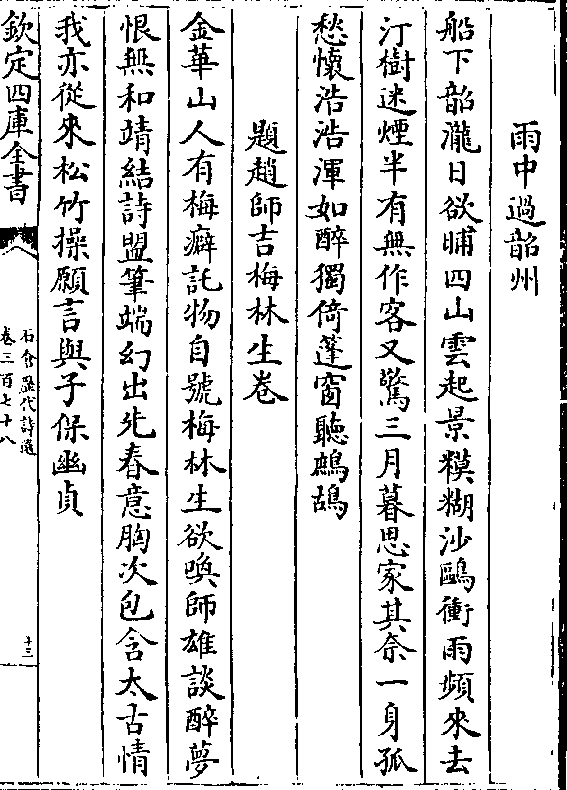 雨中過韶州
船下韶瀧日欲晡四山雲起景糢糊沙鷗衝雨頻來去
汀樹迷煙半有無作客又驚三月暮思家其奈一身孤
愁懷浩浩渾如醉獨倚蓬窗聽鷓鴣
題趙師吉梅林生卷
金華山人有梅癖託物自號梅林生欲喚師雄談醉夢
恨無和靖結詩盟筆端幻出先春意胸次包含太古情
我亦從來松竹操願言與子保幽貞
欽定四庫全書
石倉歷代詩選
卷三百七十八
十三